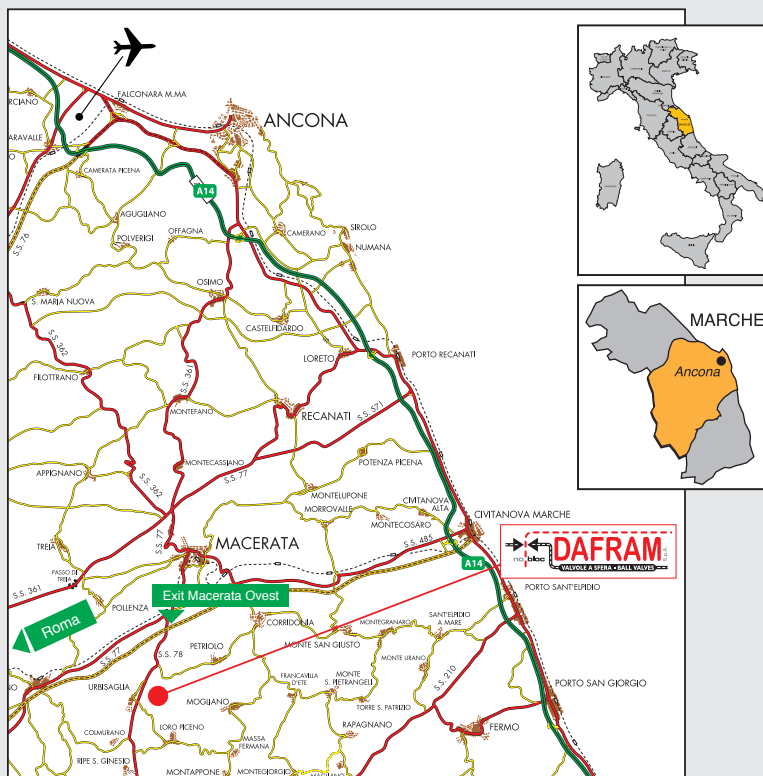 FALCONARA M.MA
ANCONA
RCIANO
ARAVALLE
CAMERATA PICENA
A14
AGUGLIANO
POLVERIGI
OFFAGNA
CAMERANO
SIROLO
NUMANA
S.S. 76
OSIMO
S. MARIA NUOVA
CASTELFIDARDO
S.S. 362
LORETO
PORTO RECANATI
FILOTTRANO
S.S. 361
MONTEFANO
RECANATI
S.S. 571
MONTECASSIANO
S.S. 77
POTENZA PICENA
APPIGNANO
S.S. 362
MONTELUPONE
MORROVALLE
CIVITANOVA
ALTA
MONTECOSARO
CIVITANOVA MARCHE
S.S. 77
TREIA
MACERATA
S.S. 485
PASSO DI
TREIA
A14
S.S. 361
POLLENZA
Exit Macerata Ovest
PORTO SANT'ELPIDIO
Roma
CORRIDONIA
MONTEGRANARO
SANT'ELPIDIO
A MARE
S.S. 77
PETRIOLO
MONTE SAN GIUSTO
S.S. 78
MONTE URANO
FRANCAVILLA
D'ETE
MONTE
S. PIETRANGELI
S.S. 210
URBISAGLIA
MOGLIANO
TORRE S. PATRIZIO
PORTO SAN GIORGIO
COLMURANO
LORO PICENO
MASSA
FERMANA
RAPAGNANO
FERMO
RIPE S. GINESIO
MONTAPPONE
MONTEGIORGIO
DAFRAM
S.p.A.
no bloc
VALVOLE A SFERA • BALL VALVES
MARCHE
Ancona